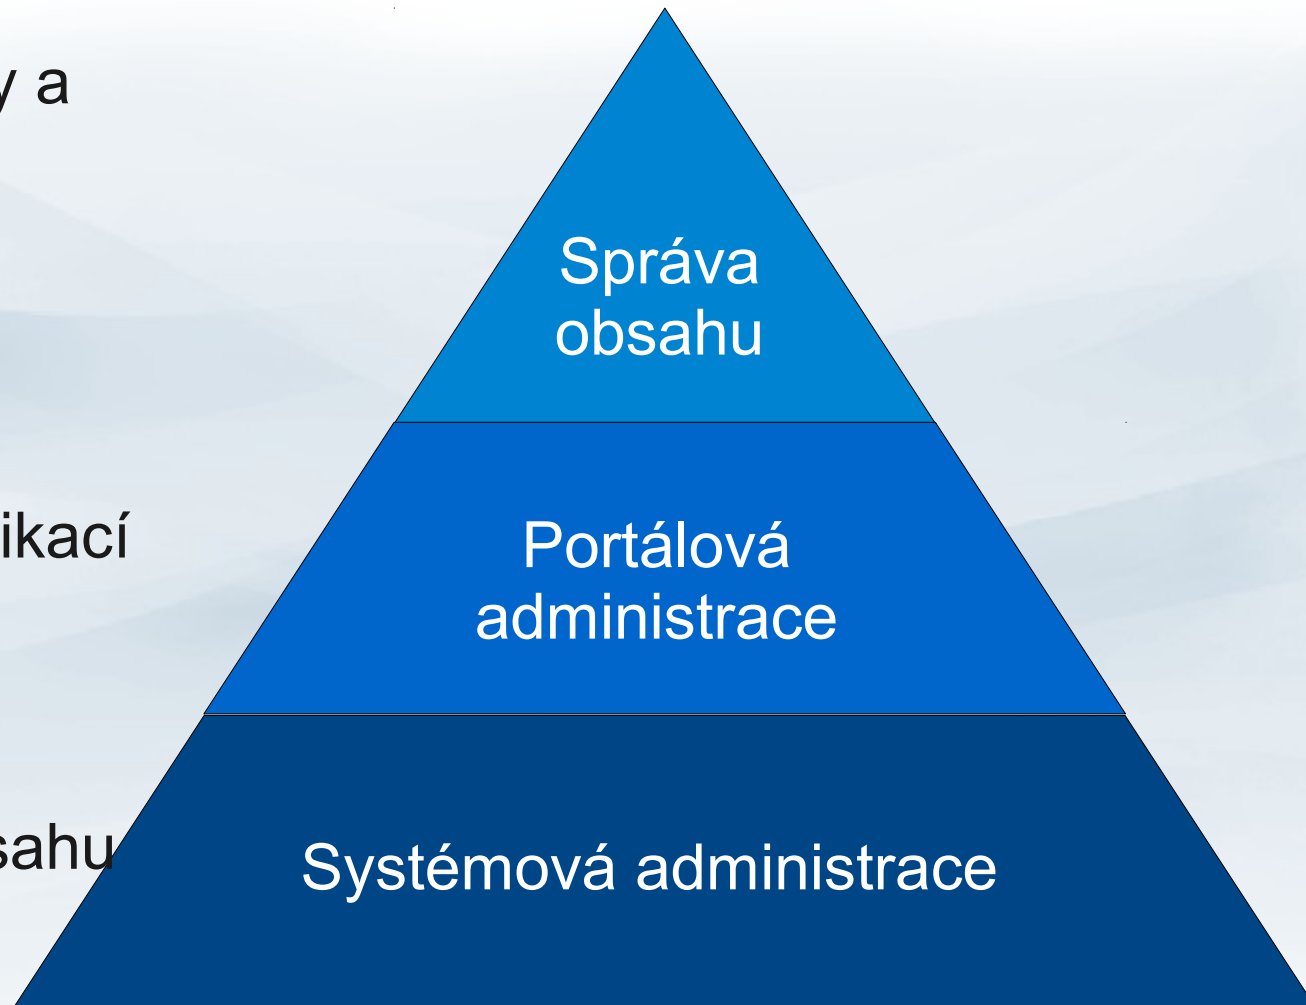 y a
Správa
obsahu
ikací
Portálová
administrace
sahu
Systémová administrace